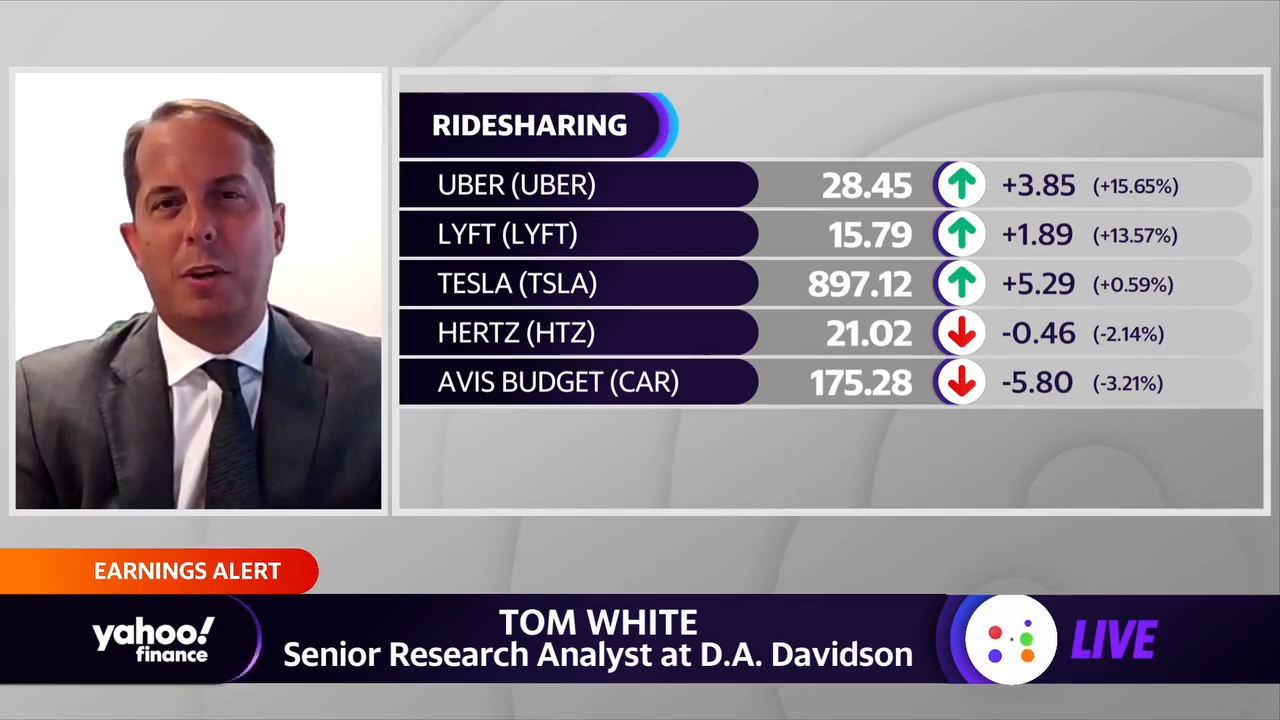 RIDESHARING
UBER (UBER) 28.45 +3.85 (+15.65%)
LYFT (LYFT) 15.79 +1.89 (+13.57%)
TESLA (TSLA) 897.12 +5.29 (+0.59%)
HERTZ (HTZ) 21.02 -0.46 (-2.14%)
AVIS BUDGET (CAR) 175.28 -5.80 (-3.21%)
EARNINGS ALERT
yahoo!
finance
TOM WHITE
Senior Research Analyst at D.A. Davidson
LIVE